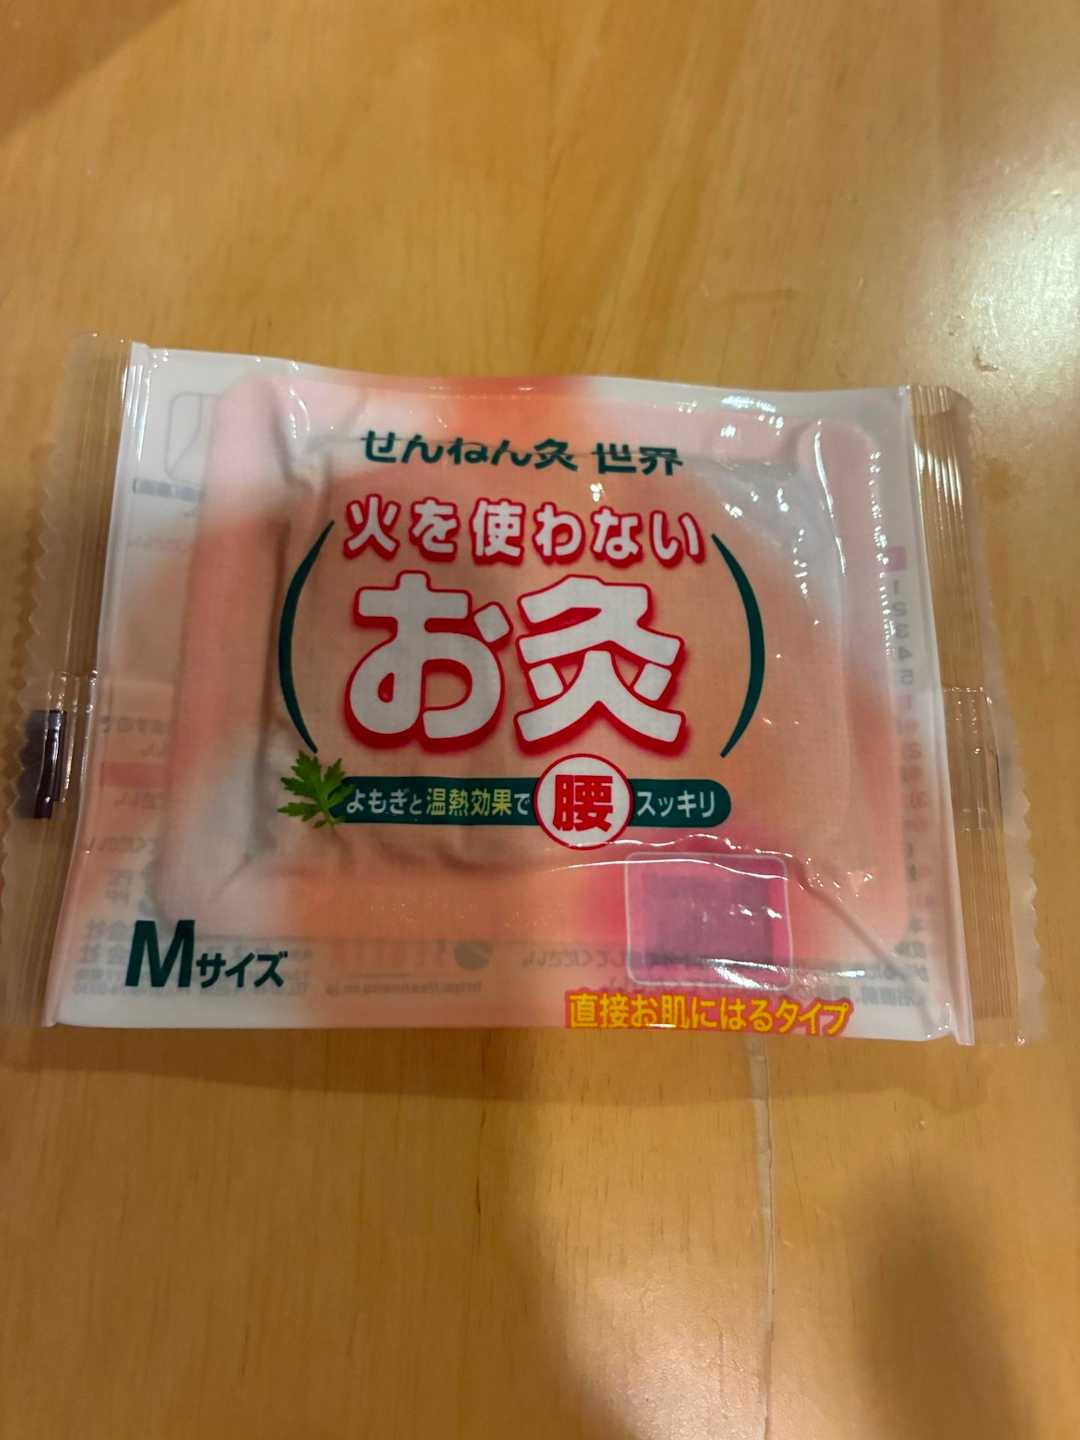 せんねん灸 世界
火を使わない
お灸
よもぎと温熱効果で腰スッキリ
Mサイズ
直接お肌にはるタイプ